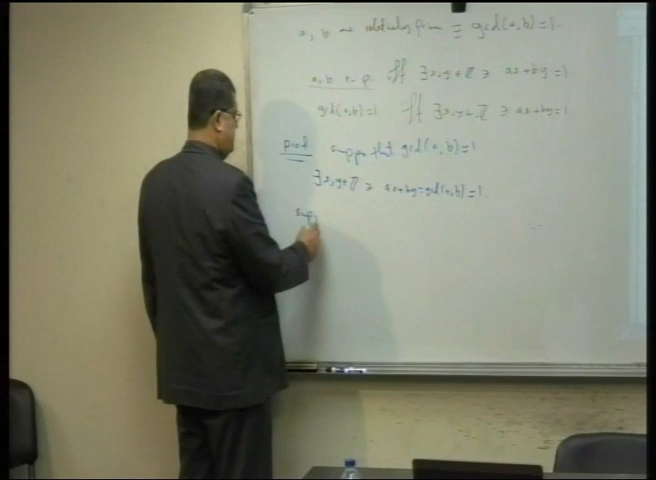 a, b are relatively prime ≡ gcd(a,b)=1.
a, b r. p. iff ∃x,y∈ℤ ∋ ax+by=1
gcd(a,b)=1 iff ∃x,y∈ℤ ∋ ax+by=1
proof suppose that gcd(a,b)=1
∃x,y∈ℤ ∋ ax+by=gcd(a,b)=1.
sup